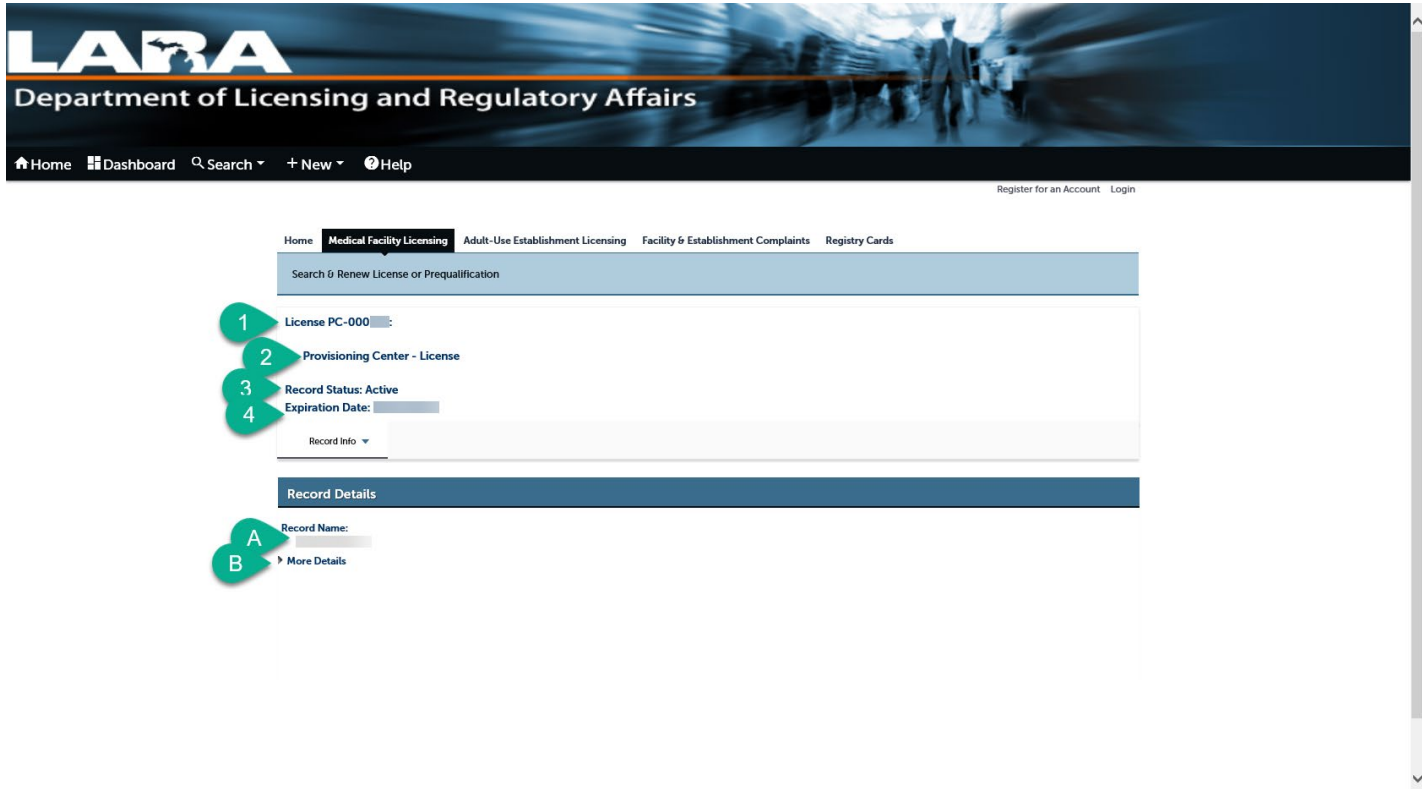 LARA
Department of Licensing and Regulatory Affairs
Home Dashboard Search + New Help
Register for an Account Login
Home Medical Facility Licensing Adult-Use Establishment Licensing Facility & Establishment Complaints Registry Cards
Search & Renew License or Prequalification
1 License PC-000 :
2 Provisioning Center - License
3 Record Status: Active
4 Expiration Date:
Record Info
Record Details
Record Name:
A
B More Details